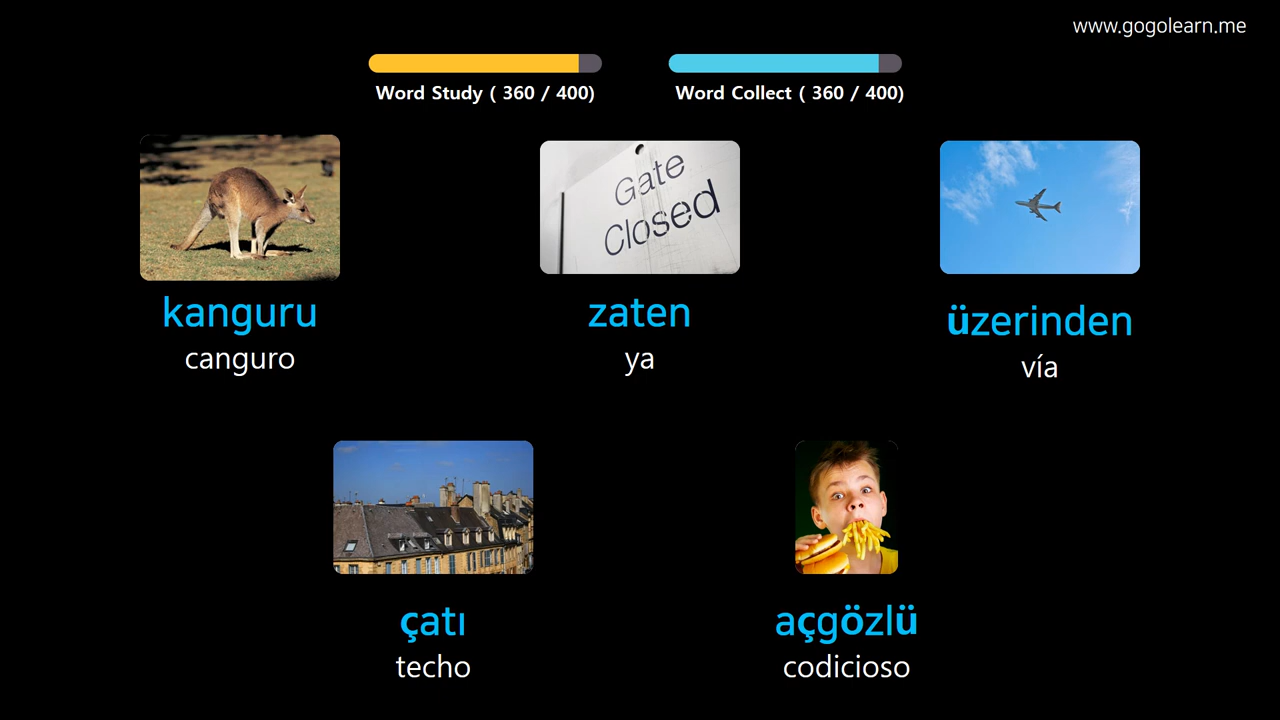 www.gogolearn.me
Word Study ( 360 / 400)
Word Collect ( 360 / 400)
Gate
Closed
kanguru
canguro
zaten
ya
üzerinden
vía
çatı
techo
açgözlü
codicioso